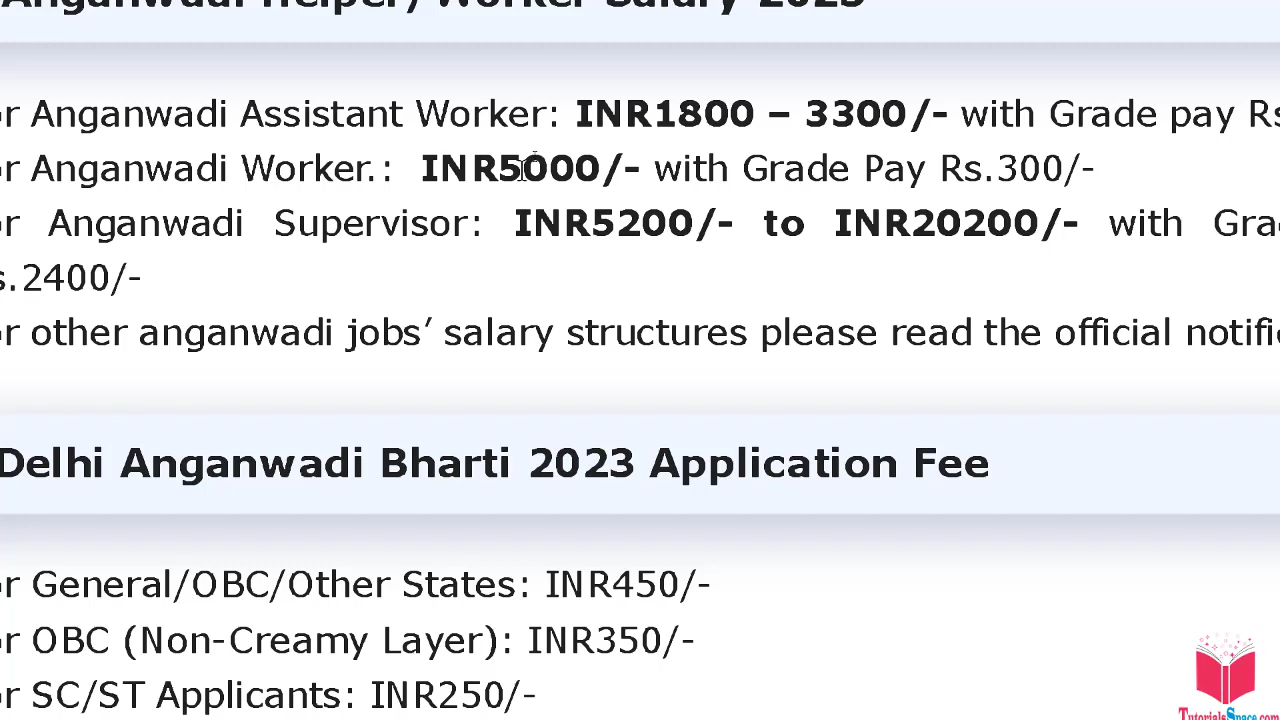 Anganwadi Helper/Worker Salary 2023
or Anganwadi Assistant Worker: INR1800 – 3300/- with Grade pay Rs
or Anganwadi Worker.: INR5000/- with Grade Pay Rs.300/-
or Anganwadi Supervisor: INR5200/- to INR20200/- with Gra
s.2400/-
or other anganwadi jobs’ salary structures please read the official notifi
Delhi Anganwadi Bharti 2023 Application Fee
or General/OBC/Other States: INR450/-
or OBC (Non-Creamy Layer): INR350/-
or SC/ST Applicants: INR250/-
TutorialsSpace.com